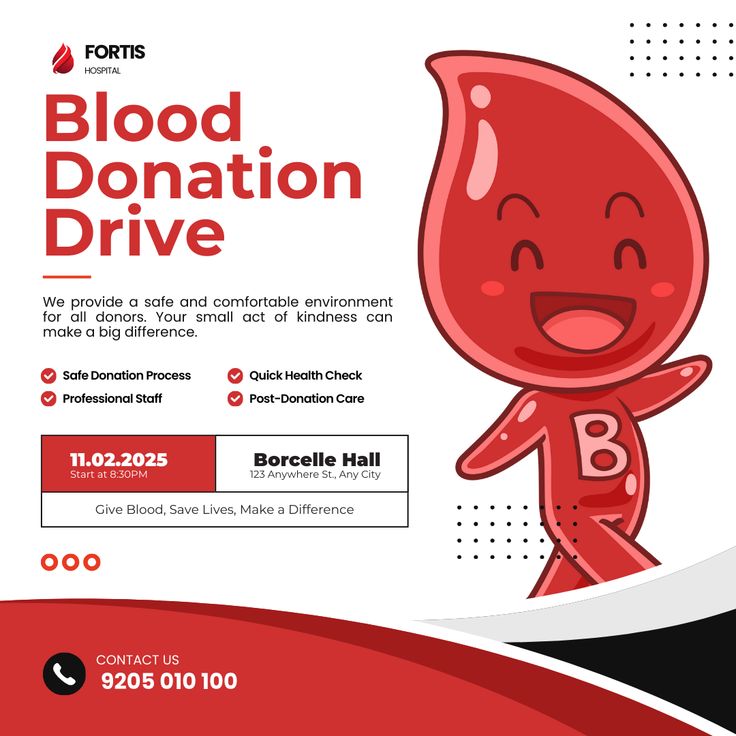 FORTIS
HOSPITAL
Blood
Donation
Drive
We provide a safe and comfortable environment
for all donors. Your small act of kindness can
make a big difference.
Safe Donation Process
Quick Health Check
Professional Staff
Post-Donation Care
11.02.2025
Start at 8:30PM
Borcelle Hall
123 Anywhere St., Any City
Give Blood, Save Lives, Make a Difference
B
CONTACT US
9205 010 100